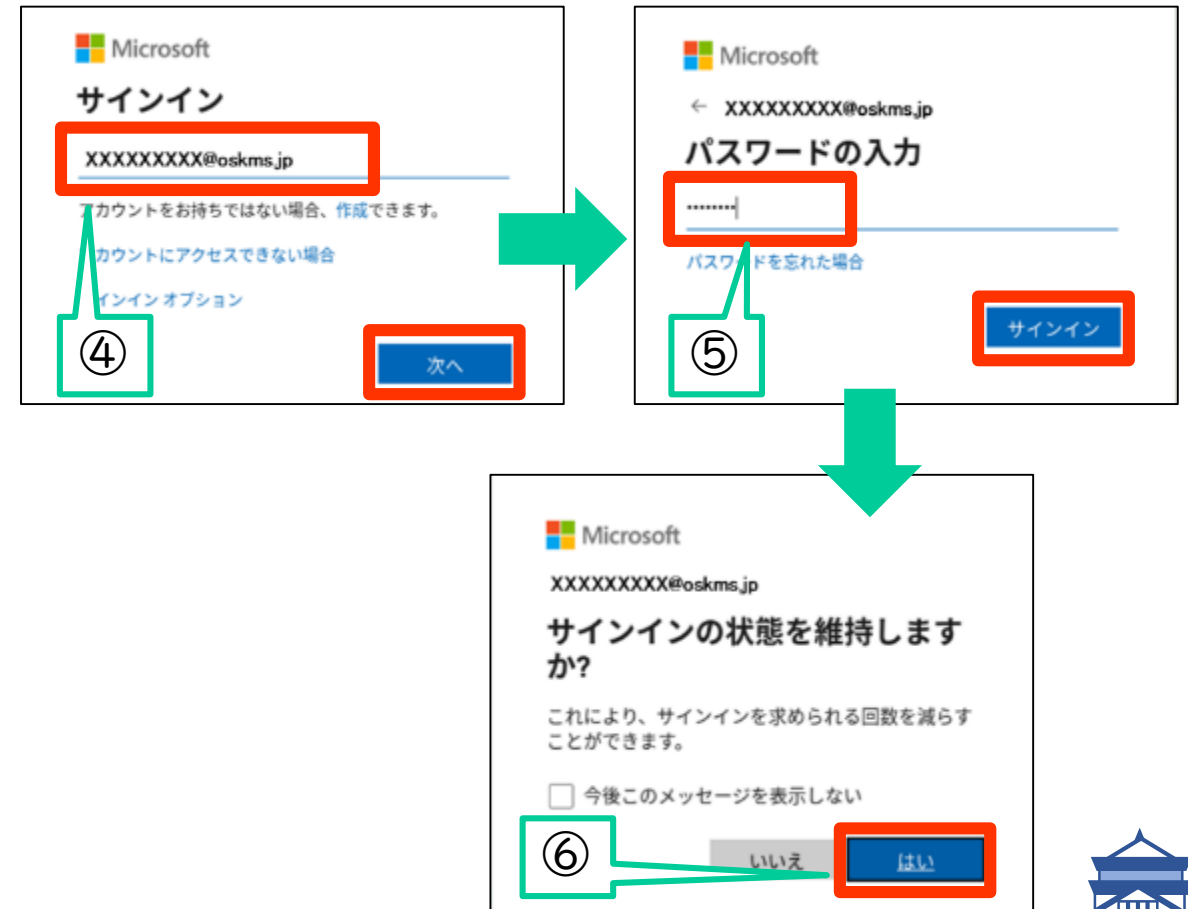 Microsoft
サインイン
XXXXXXXXX@oskms.jp
アカウントをお持ちではない場合、作成できます。
カウントにアクセスできない場合
インイン オプション
④
次へ
Microsoft
← XXXXXXXXX@oskms.jp
パスワードの入力
········
パスワードを忘れた場合
⑤
サインイン
Microsoft
XXXXXXXXX@oskms.jp
サインインの状態を維持します
か?
これにより、サインインを求められる回数を減らす
ことができます。
今後このメッセージを表示しない
⑥
いいえ
はい